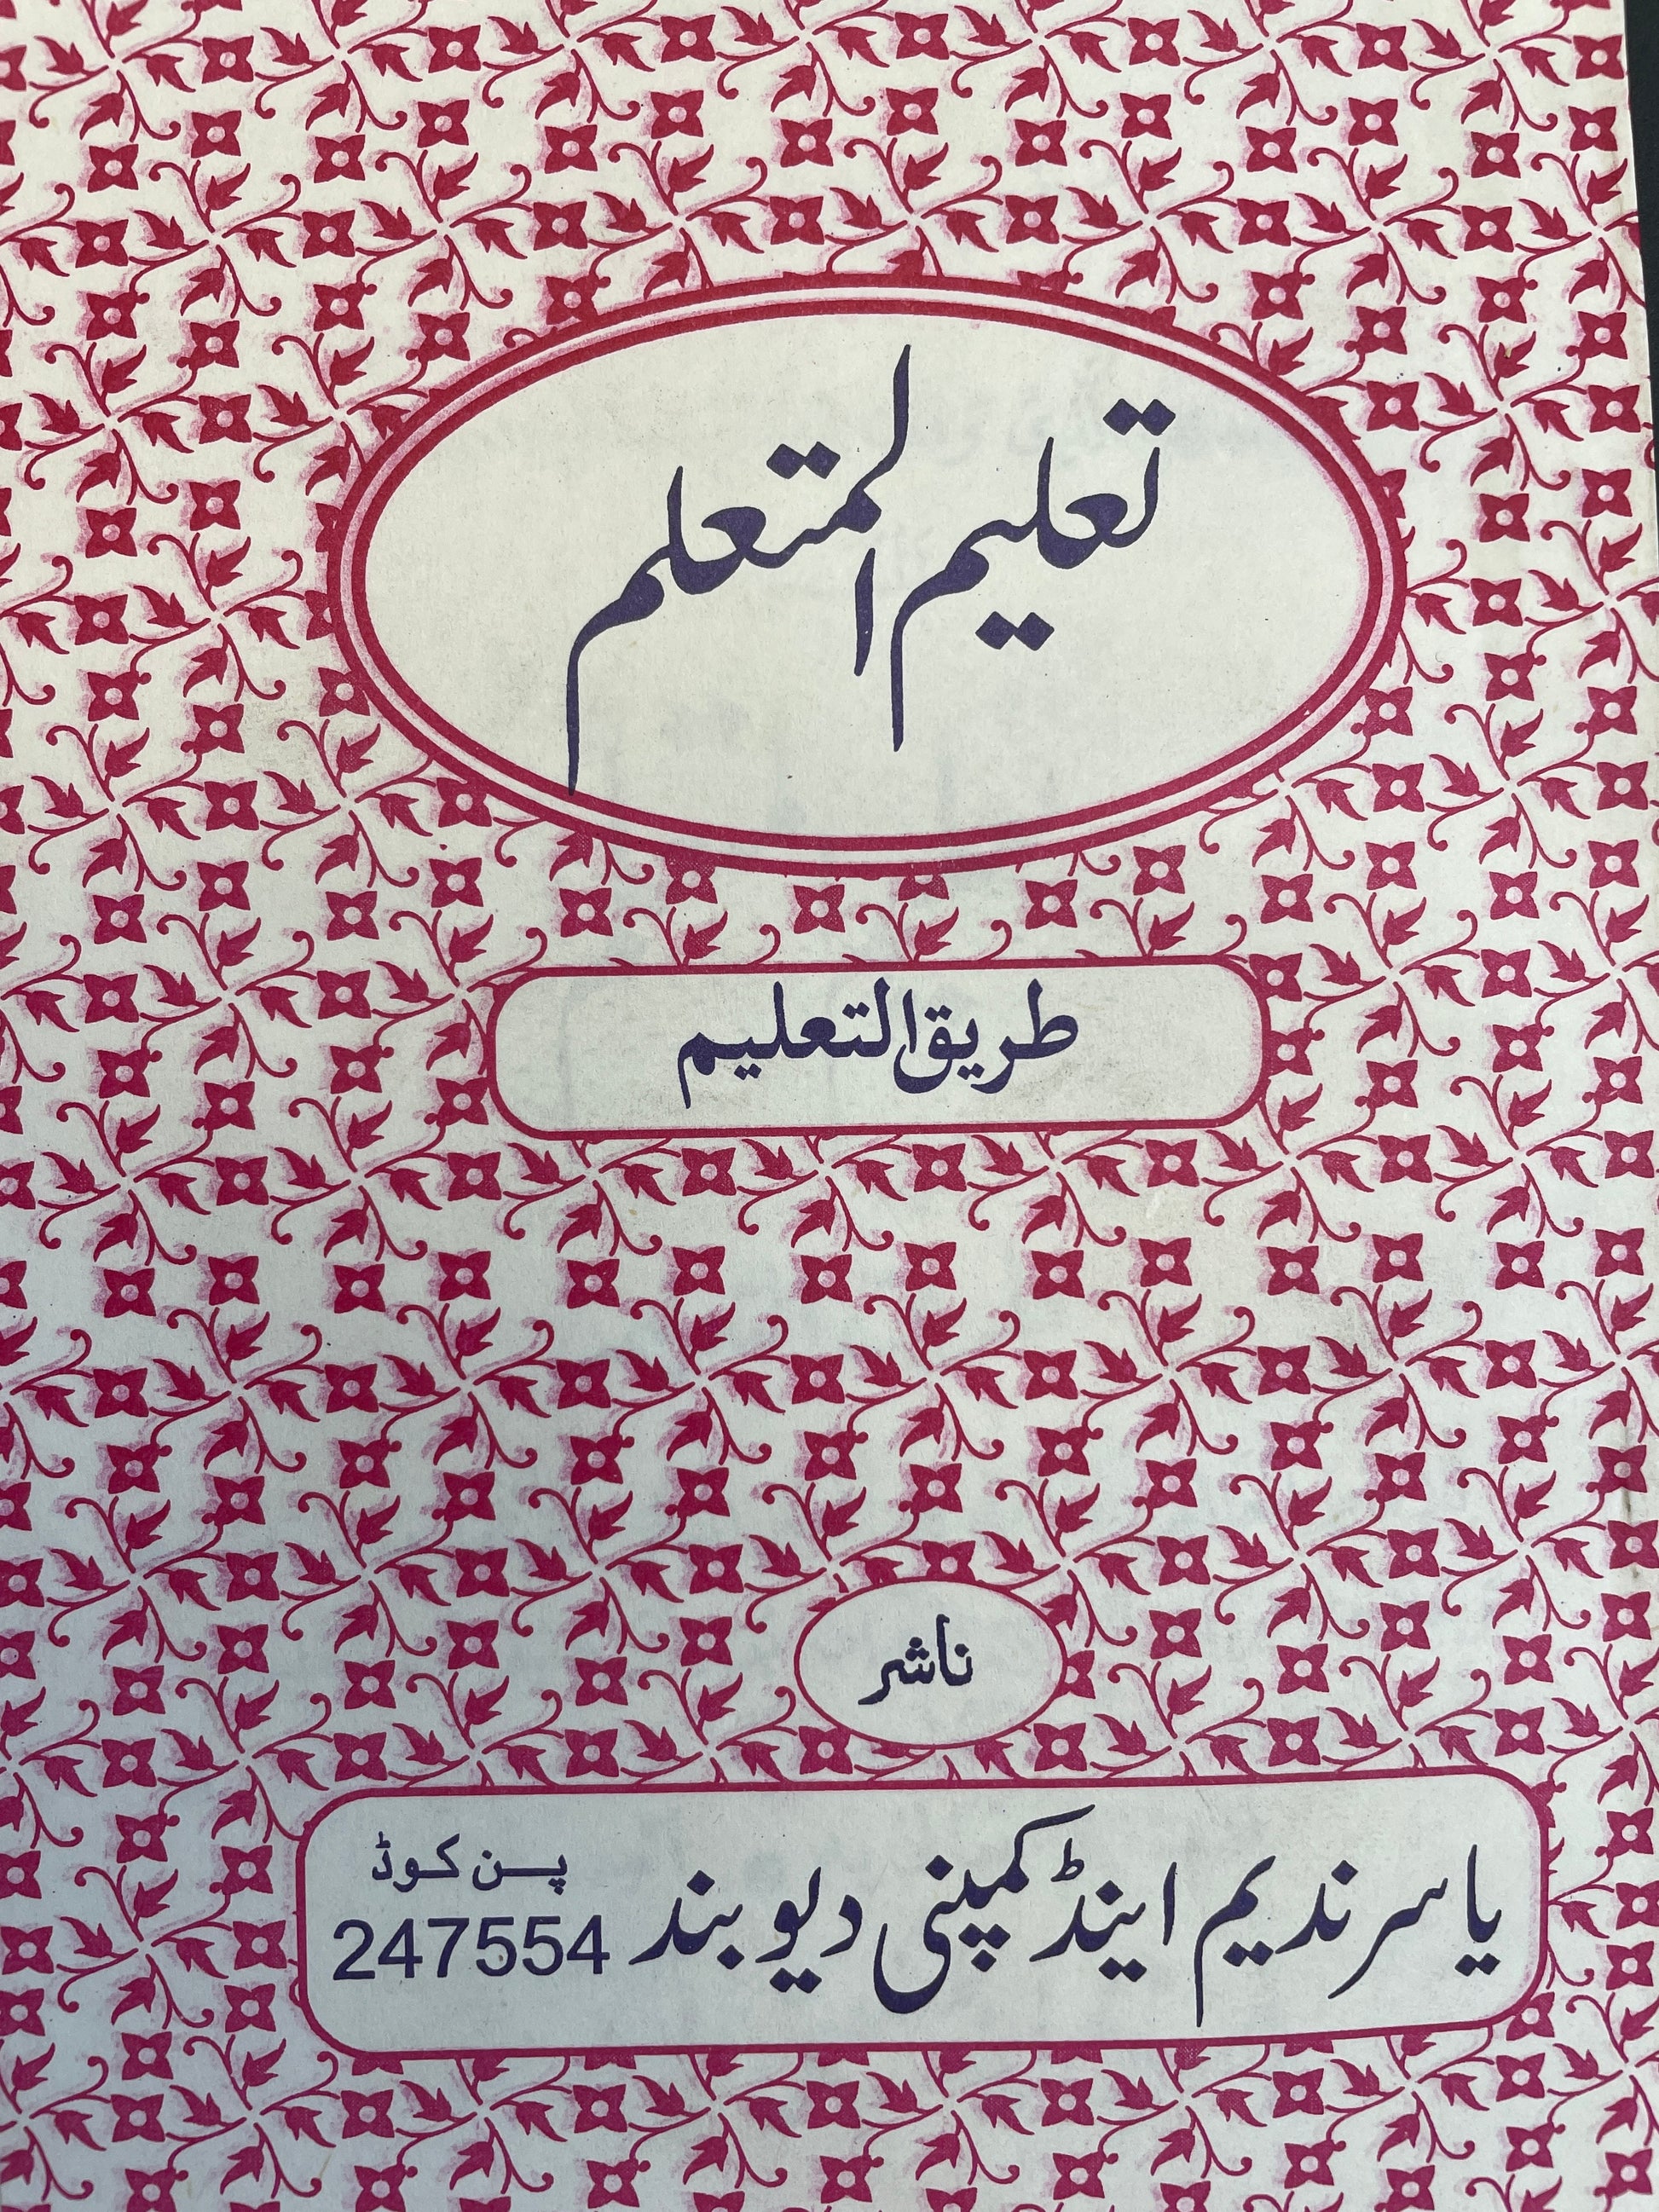 تعلیم المتعلم
طریق التعلیم
ناشر
یاسر ندیم اینڈ کمپنی دیوبند پن کوڈ 247554